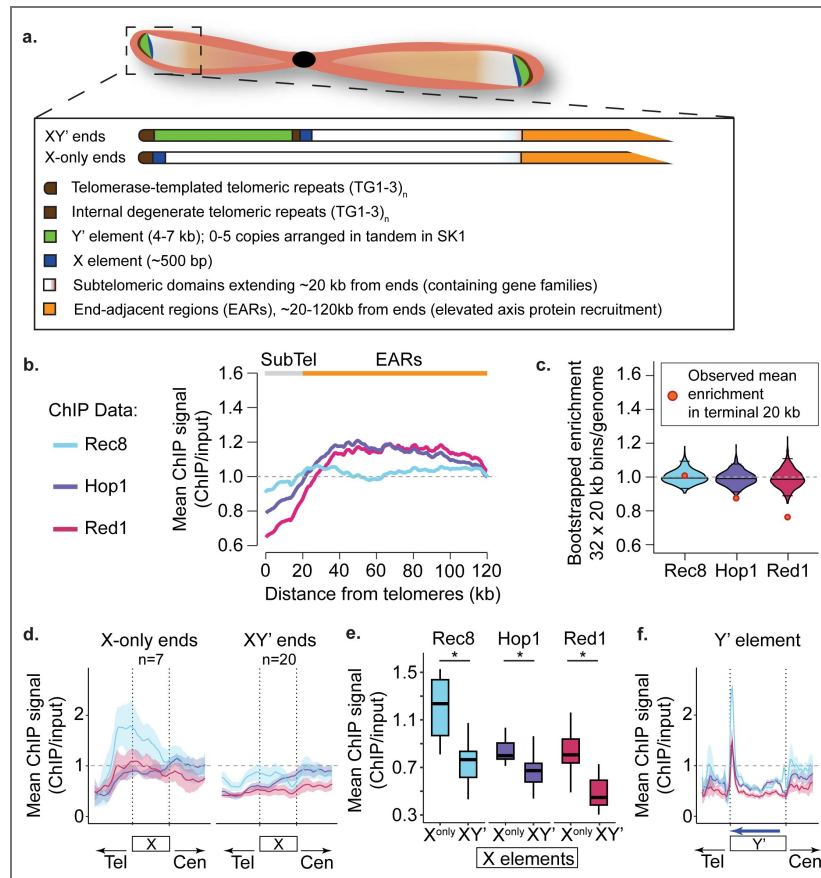 a.
XY' ends
X-only ends
Telomerase-templated telomeric repeats (TG1-3)n
Internal degenerate telomeric repeats (TG1-3)n
Y' element (4-7 kb); 0-5 copies arranged in tandem in SK1
X element (~500 bp)
Subtelomeric domains extending ~20 kb from ends (containing gene families)
End-adjacent regions (EARs), ~20-120kb from ends (elevated axis protein recruitment)
b.
ChIP Data:
Rec8
Hop1
Red1
SubTel EARs
Mean ChIP signal
(ChIP/input)
1.6
1.4
1.2
1.0
0.8
0.6
0 20 40 60 80 100 120
Distance from telomeres (kb)
c.
Observed mean
enrichment
in terminal 20 kb
Bootstrapped enrichment
32 x 20 kb bins/genome
1.6
1.4
1.2
1.0
0.8
0.6
Rec8 Hop1 Red1
d.
X-only ends XY' ends
n=7 n=20
Mean ChIP signal
(ChIP/input)
2
1
0
X X
Tel Cen Tel Cen
e.
Rec8 Hop1 Red1
* * *
Mean ChIP signal
(ChIP/input)
1.5
1.1
0.7
0.3
Xonly XY' Xonly XY' Xonly XY'
X elements
f.
Y' element
Mean ChIP signal
(ChIP/input)
2
1
0
Y'
Tel Cen